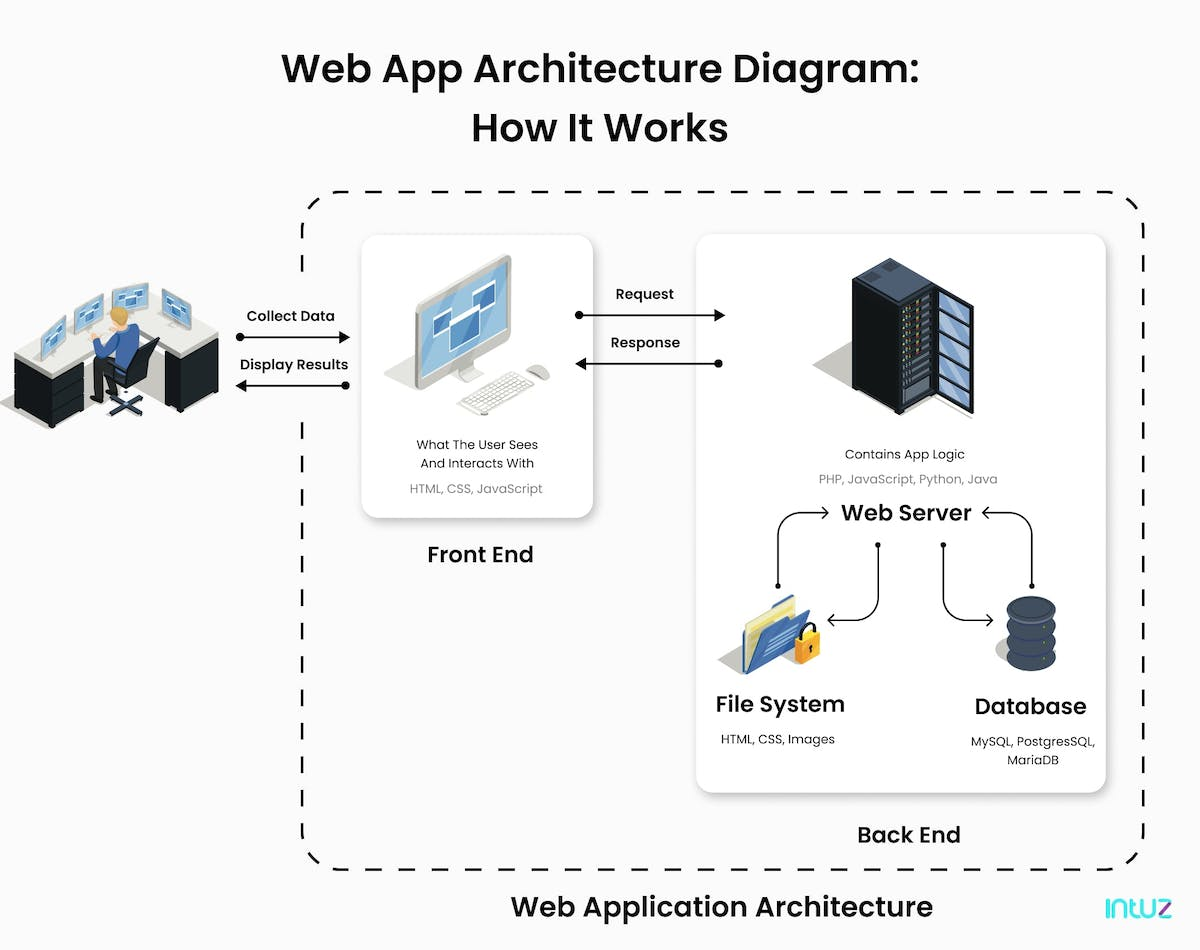 Web App Architecture Diagram:
How It Works
Collect Data
Display Results
Request
Response
What The User Sees
And Interacts With
HTML, CSS, JavaScript
Front End
Contains App Logic
PHP, JavaScript, Python, Java
Web Server
File System
HTML, CSS, Images
Database
MySQL, PostgresSQL,
MariaDB
Back End
Web Application Architecture
INTUZ